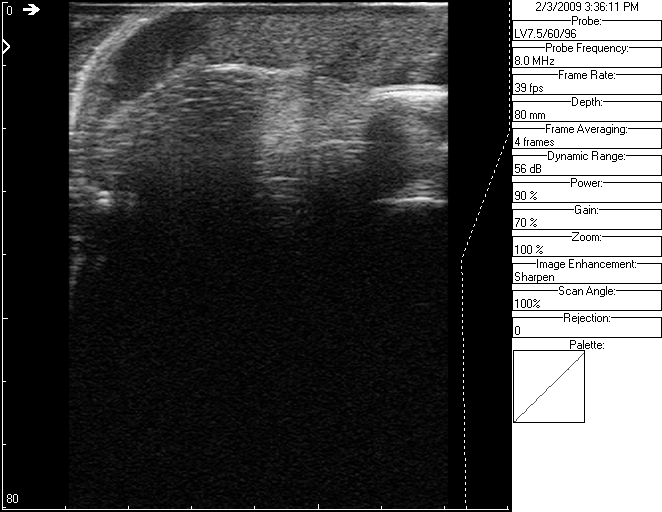 0
80
2/3/2009 3:36:11 PM
Probe:
LV7.5/60/96
Probe Frequency:
8.0 MHz
Frame Rate:
39 fps
Depth:
80 mm
Frame Averaging:
4 frames
Dynamic Range:
56 dB
Power:
90 %
Gain:
70 %
Zoom:
100 %
Image Enhancement:
Sharpen
Scan Angle:
100%
Rejection:
0
Palette: